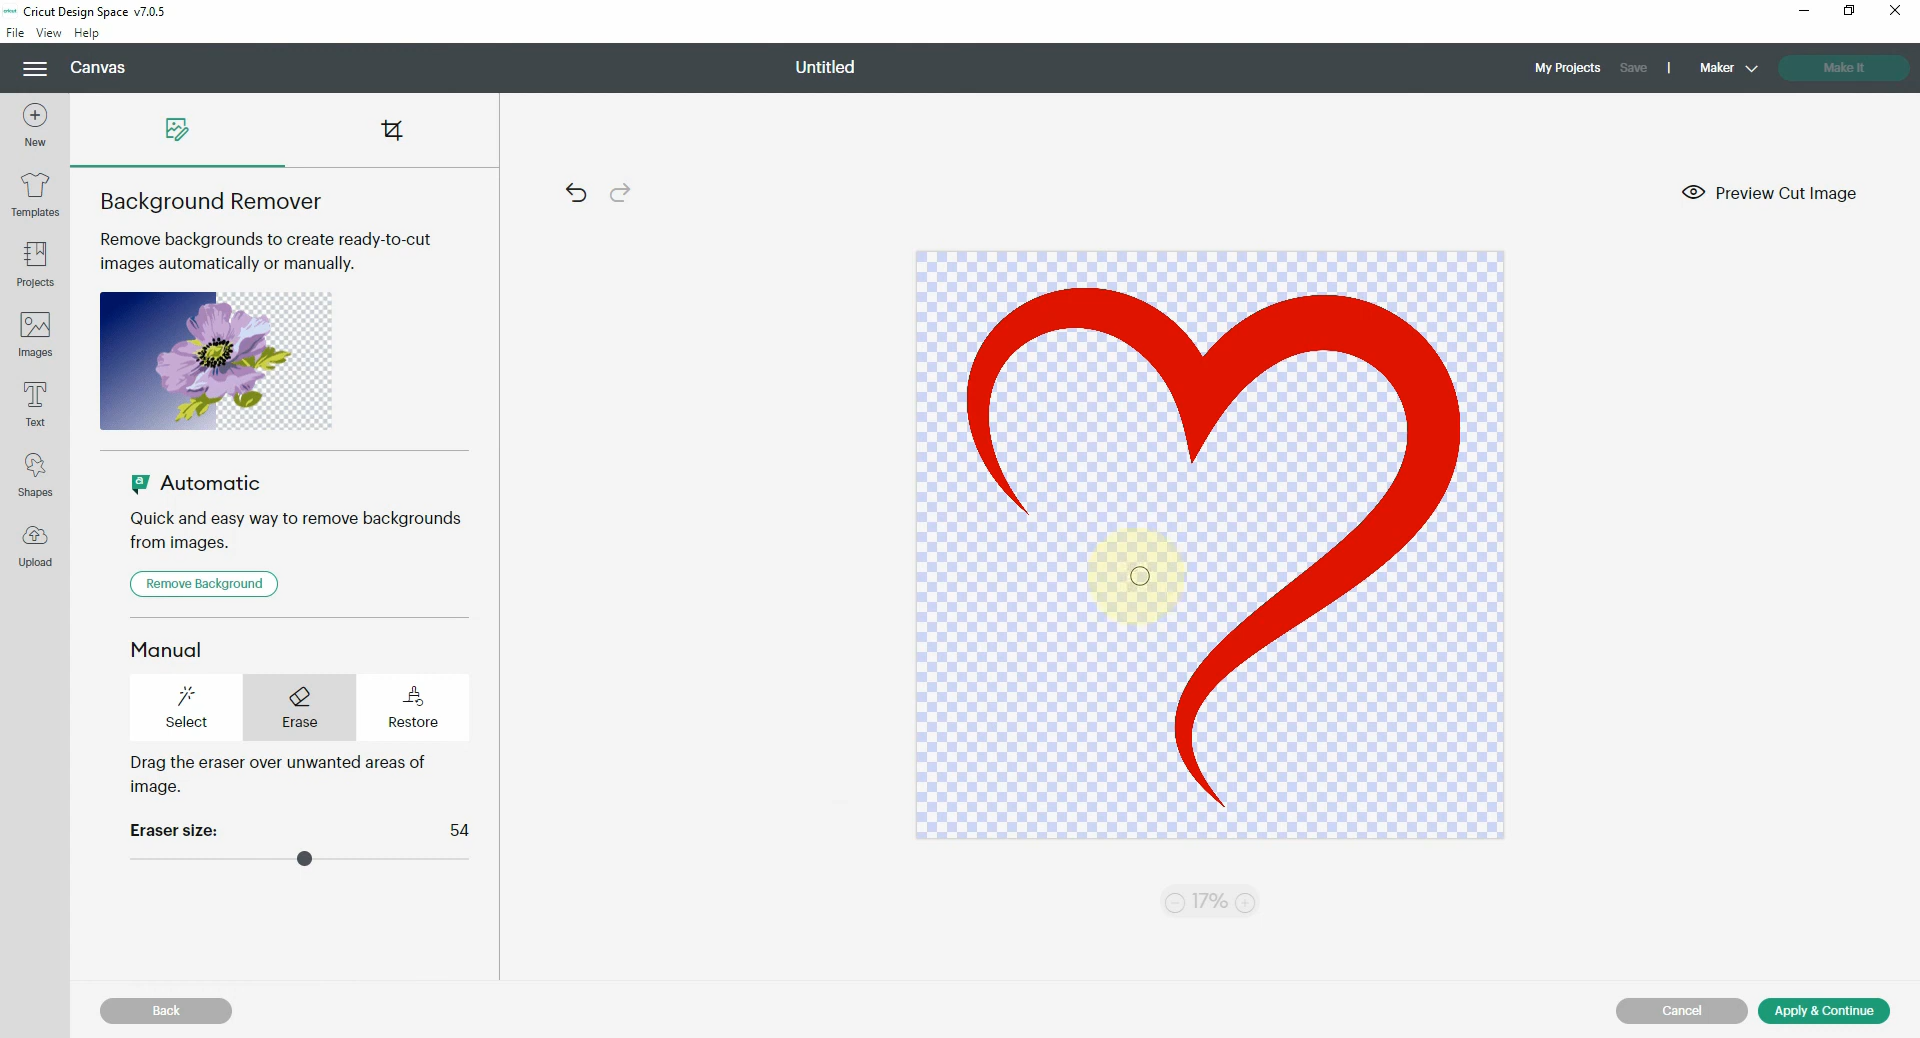 cricut Cricut Design Space v7.0.5
File View Help
Canvas Untitled My Projects Save | Maker Make It
New
Templates
Projects
Images
Text
Shapes
Upload
Background Remover
Remove backgrounds to create ready-to-cut
images automatically or manually.
a Automatic
Quick and easy way to remove backgrounds
from images.
Remove Background
Manual
Select Erase Restore
Drag the eraser over unwanted areas of
image.
Eraser size: 54
Preview Cut Image
17%
Back Cancel Apply & Continue